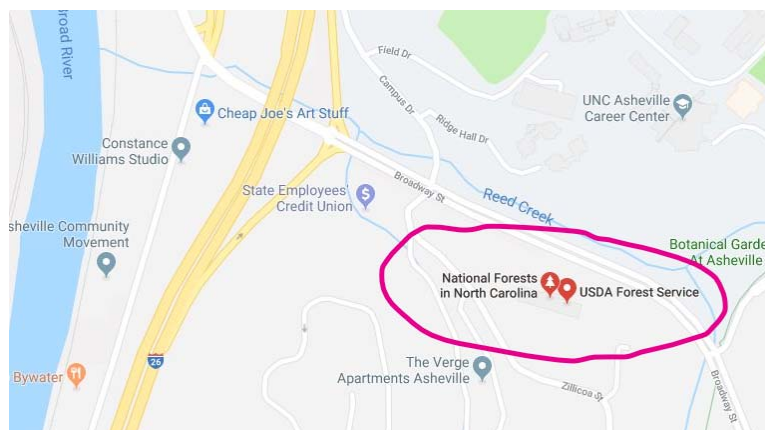 Broad River
Field Dr
Campus Dr
UNC Asheville
Career Center
Cheap Joe's Art Stuff
Ridge Hall Dr
Constance
Williams Studio
Broadway St
State Employees'
Credit Union
Reed Creek
sheville Community
Movement
Botanical Garde
At Asheville
National Forests
in North Carolina
USDA Forest Service
26
The Verge
Apartments Asheville
Bywater
Zillicoa St
Broadway St